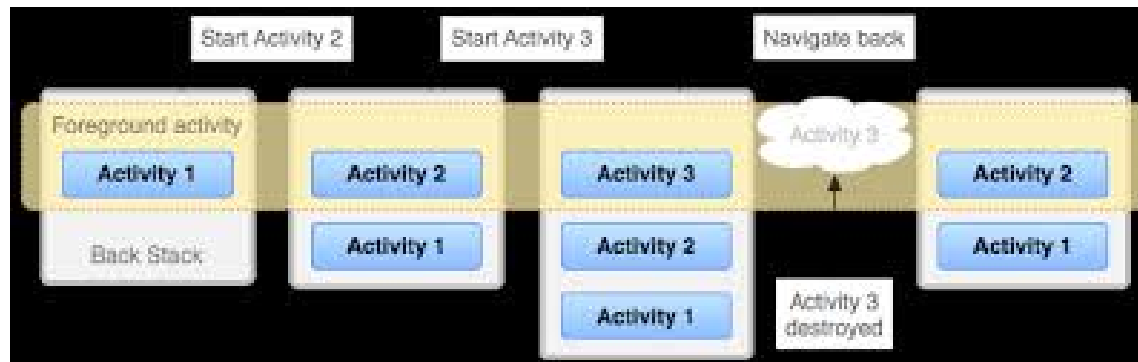 Start Activity 2
Start Activity 3
Navigate back
Foreground activity
Activity 1
Back Stack
Activity 2
Activity 1
Activity 3
Activity 2
Activity 1
Activity 3
Activity 3
destroyed
Activity 2
Activity 1